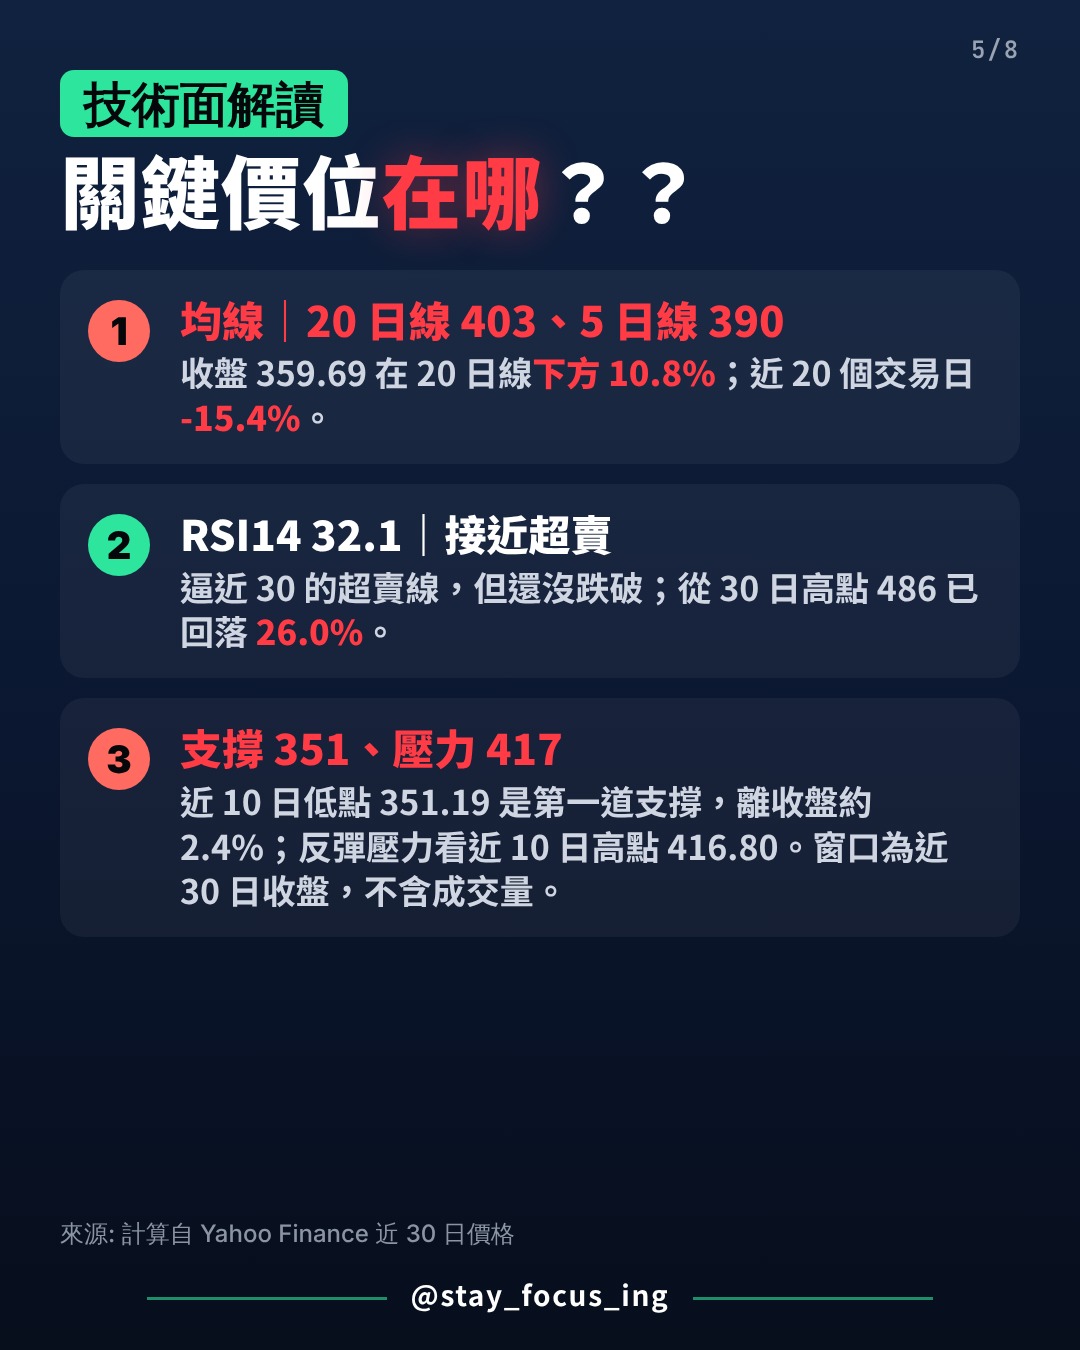 5/8
技術面解讀
關鍵價位在哪？？
1
均線｜20 日線 403、5 日線 390
收盤 359.69 在 20 日線下方 10.8%；近 20 個交易日
-15.4%。
2
RSI14 32.1｜接近超賣
逼近 30 的超賣線，但還沒跌破；從 30 日高點 486 已
回落 26.0%。
3
支撐 351、壓力 417
近 10 日低點 351.19 是第一道支撐，離收盤約
2.4%；反彈壓力看近 10 日高點 416.80。窗口為近
30 日收盤，不含成交量。
來源: 計算自 Yahoo Finance 近 30 日價格
@stay_focus_ing